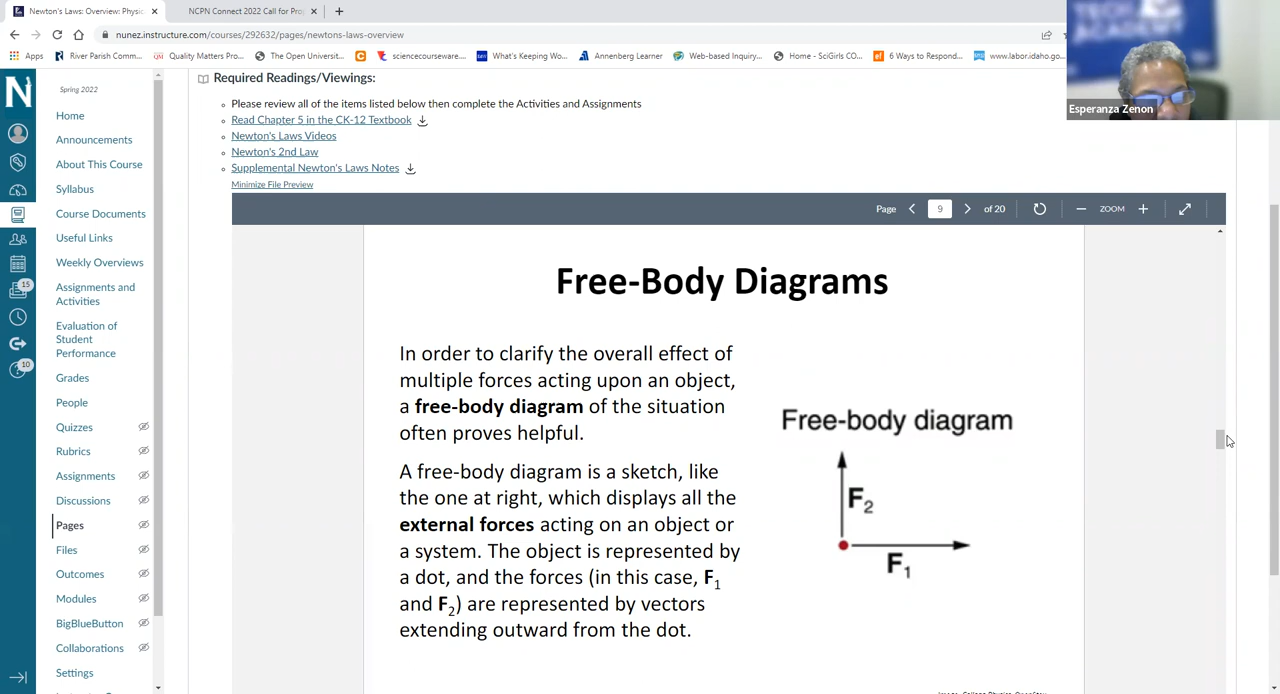 Newton's Laws: Overview: Physic
NCPN Connect 2022 Call for Prop
nunez.instructure.com/courses/292632/pages/newtons-laws-overview
Apps
River Parish Comm...
Quality Matters Pro...
The Open Universit...
sciencecourseware...
What's Keeping Wo...
Annenberg Learner
Web-based Inquiry...
Home – SciGirls CO...
6 Ways to Respond...
www.labor.idaho.go...
TECH
ACADEMY
Esperanza Zenon
N
15
10
Spring 2022
Home
Announcements
About This Course
Syllabus
Course Documents
Useful Links
Weekly Overviews
Assignments and
Activities
Evaluation of
Student
Performance
Grades
People
Quizzes
Rubrics
Assignments
Discussions
Pages
Files
Outcomes
Modules
BigBlueButton
Collaborations
Settings
Required Readings/Viewings:
Please review all of the items listed below then complete the Activities and Assignments
Read Chapter 5 in the CK-12 Textbook
Newton's Laws Videos
Newton's 2nd Law
Supplemental Newton's Laws Notes
Minimize File Preview
Page 9 of 20 ZOOM
Free-Body Diagrams
In order to clarify the overall effect of
multiple forces acting upon an object,
a free-body diagram of the situation
often proves helpful.
A free-body diagram is a sketch, like
the one at right, which displays all the
external forces acting on an object or
a system. The object is represented by
a dot, and the forces (in this case, F1
and F2) are represented by vectors
extending outward from the dot.
Free-body diagram
F2
F1